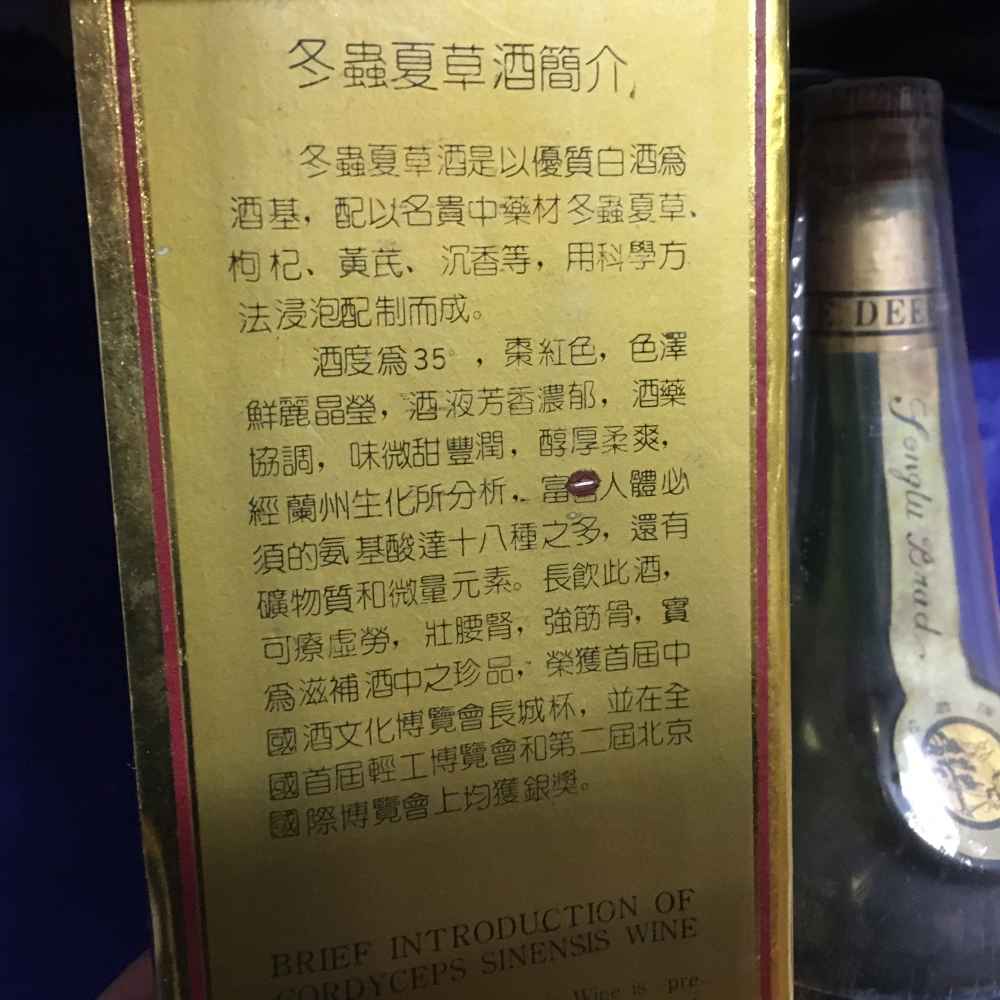 冬蟲夏草酒簡介
冬蟲夏草酒是以優質白酒爲
酒基，配以名貴中藥材冬蟲夏草、
枸杞、黃芪、沉香等，用科學方
法浸泡配制而成。
酒度爲35°，棗紅色，色澤
鮮麗晶瑩，酒液芳香濃郁，酒藥
協調，味微甜豐潤，醇厚柔爽，
經蘭州生化所分析，富含人體必
須的氨基酸達十八種之多，還有
礦物質和微量元素。長飲此酒，
可療虛勞，壯腰腎，強筋骨，實
爲滋補酒中之珍品，榮獲首屆中
國酒文化博覽會長城杯，並在全
國首屆輕工博覽會和第二屆北京
國際博覽會上均獲銀獎。
BRIEF INTRODUCTION OF
CORDYCEPS SINENSIS WINE
Wine is pre-
E DEE
Songlu Brad